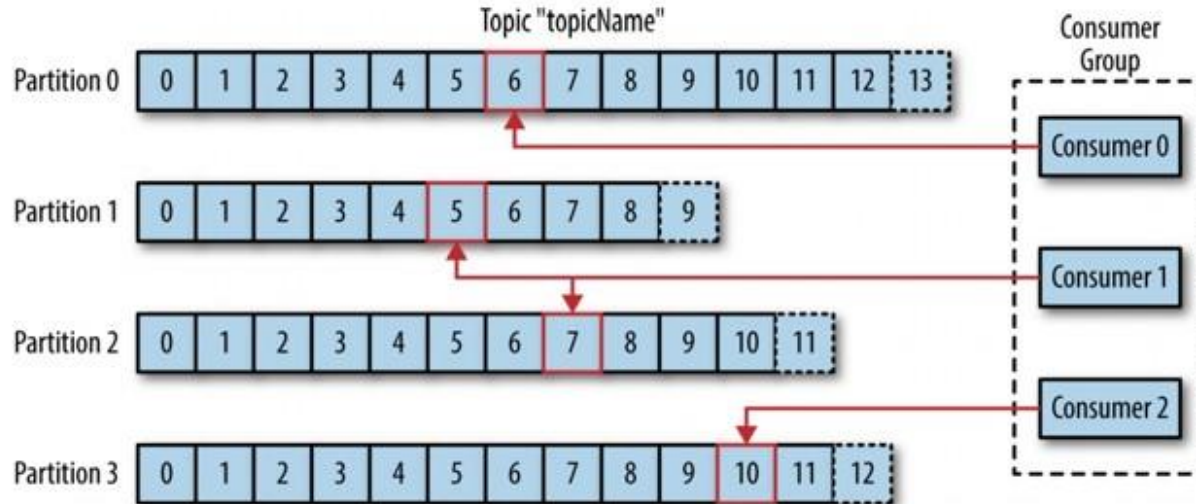 Topic "topicName"
Consumer
Group
Partition 0 0 1 2 3 4 5 6 7 8 9 10 11 12 13
Consumer 0
Partition 1 0 1 2 3 4 5 6 7 8 9
Consumer 1
Partition 2 0 1 2 3 4 5 6 7 8 9 10 11
Consumer 2
Partition 3 0 1 2 3 4 5 6 7 8 9 10 11 12